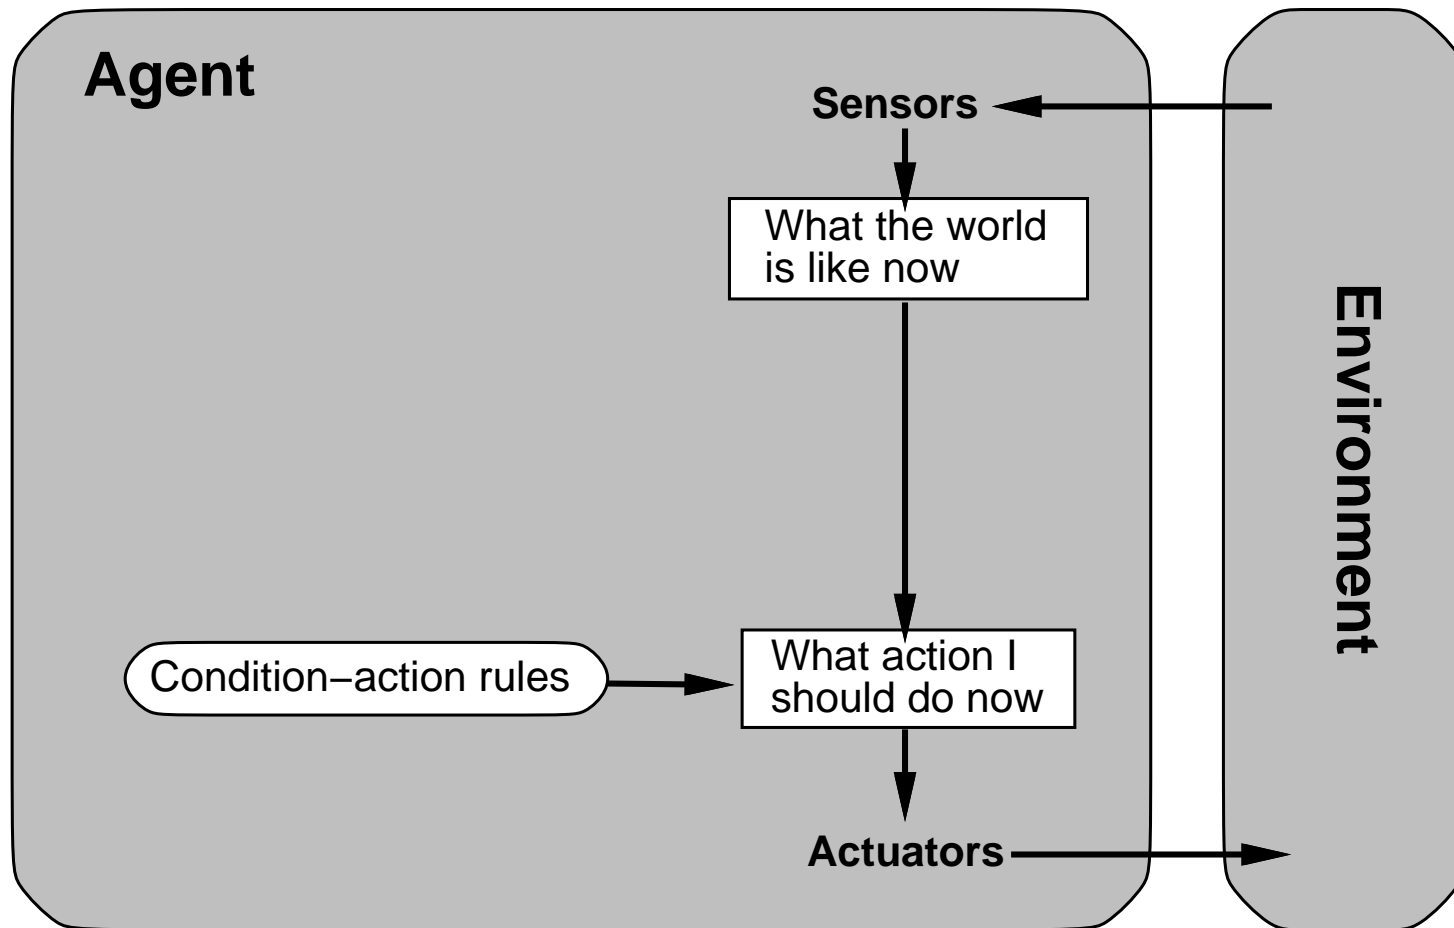 Agent
Sensors
What the world
is like now
Environment
Condition–action rules
What action I
should do now
Actuators